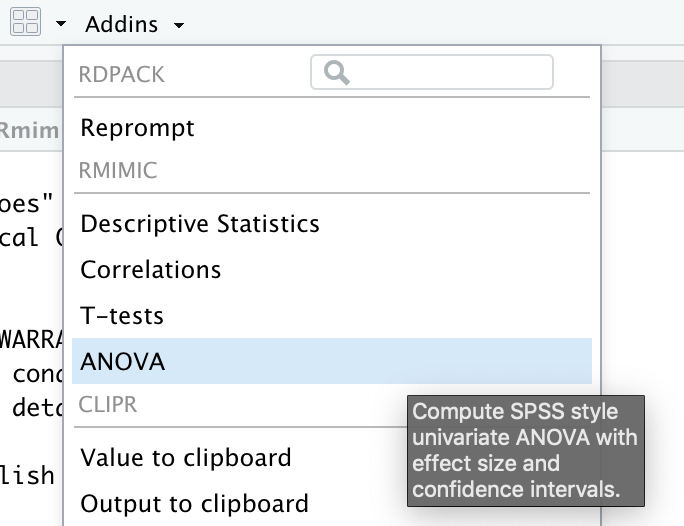 Addins
RDPACK
Reprompt
Rmim
RMIMIC
oes"
Descriptive Statistics
cal
Correlations
T-tests
WARRA
ANOVA
cond
CLIPR
deta
Compute SPSS style
univariate ANOVA with
effect size and
confidence intervals.
Value to clipboard
lish
Output to clipboard